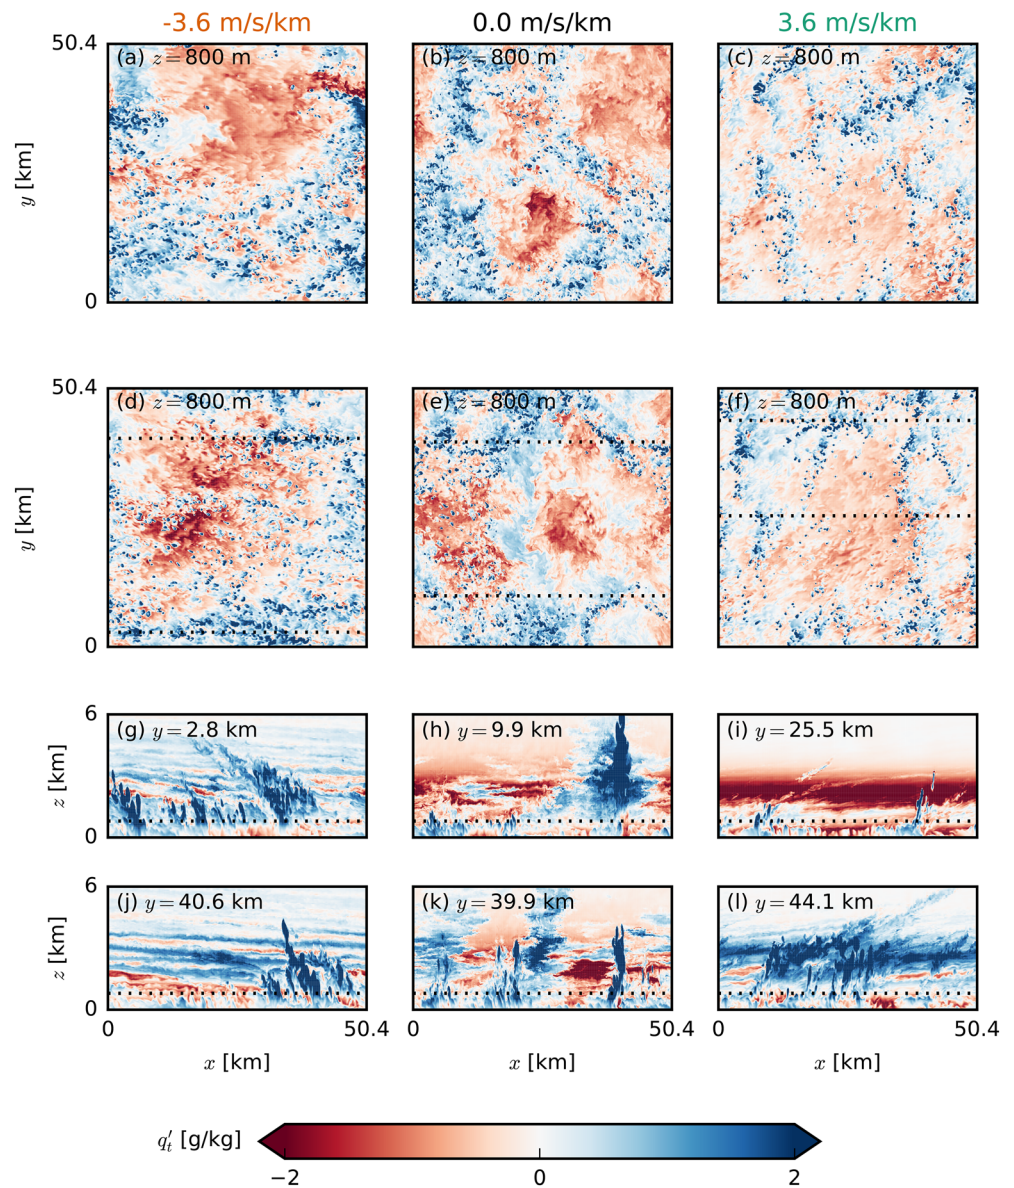 -3.6 m/s/km 0.0 m/s/km 3.6 m/s/km
50.4
(a) z = 800 m (b) z = 800 m (c) z = 800 m
y [km]
0
50.4
(d) z = 800 m (e) z = 800 m (f) z = 800 m
y [km]
0
6
(g) y = 2.8 km (h) y = 9.9 km (i) y = 25.5 km
z [km]
0
6
(j) y = 40.6 km (k) y = 39.9 km (l) y = 44.1 km
z [km]
0
0 50.4 0 50.4 0 50.4
x [km] x [km] x [km]
q′t [g/kg]
−2 0 2